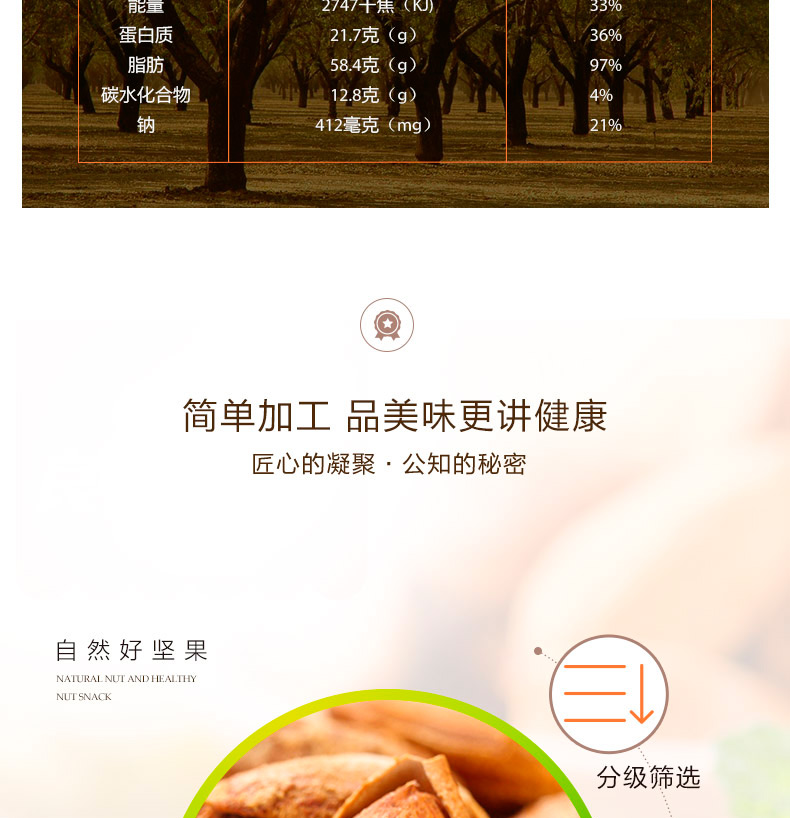 能量 2747千焦（KJ） 33%
蛋白质 21.7克（g） 36%
脂肪 58.4克（g） 97%
碳水化合物 12.8克（g） 4%
钠 412毫克（mg） 21%
简单加工 品美味更讲健康
匠心的凝聚·公知的秘密
自然好坚果
NATURAL NUT AND HEALTHY
NUT SNACK
分级筛选